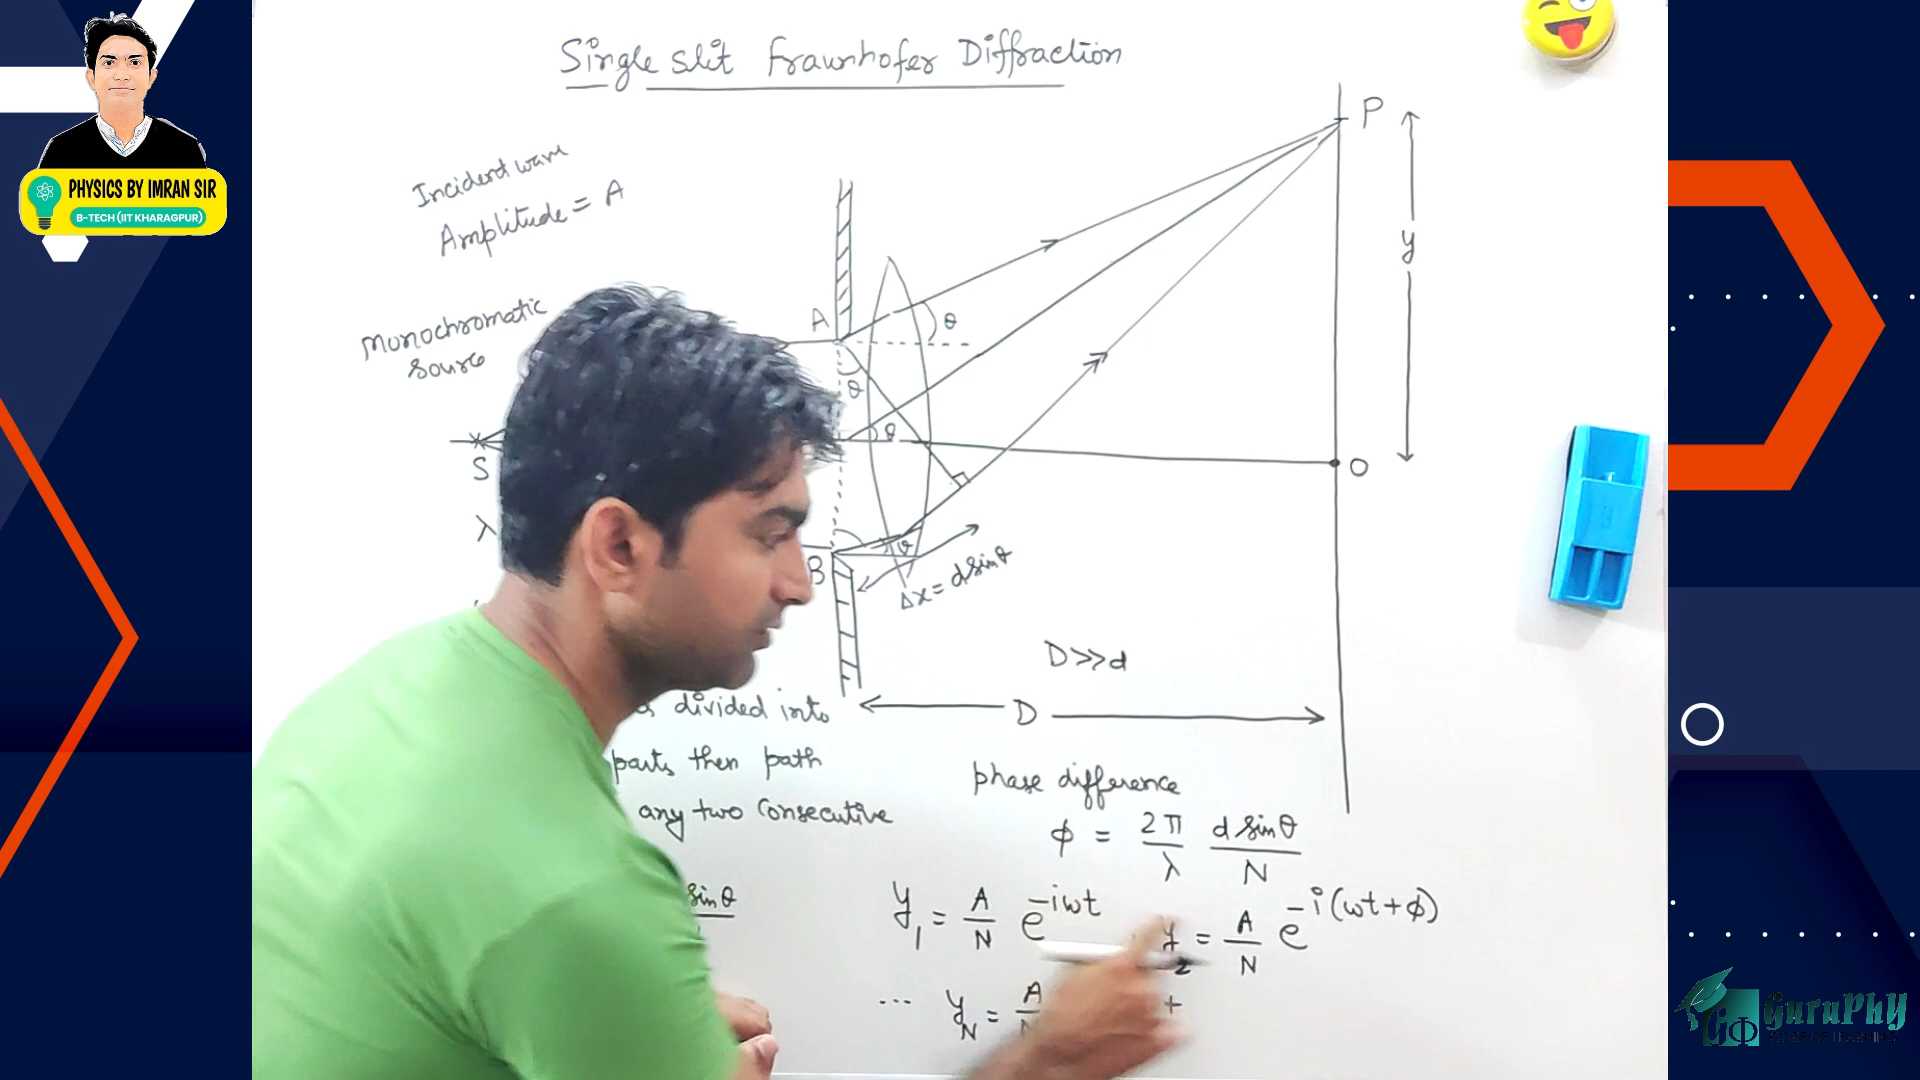 Single slit Fraunhofer Diffraction
P
PHYSICS BY IMRAN SIR
B-TECH (IIT KHARAGPUR)
Incident wave
Amplitude = A
y
Monochromatic
source
A
θ
θ
θ
S
O
λ
B
θ
Δx = d sinθ
D>>d
divided into
D
parts then path
phase difference
any two consecutive
ϕ = 2π/λ d sinθ/N
sinθ
y₁ = A/N e^-iωt
y₂ = A/N e^-i(ωt+ϕ)
... y_N = A/N
+
GuruPhy